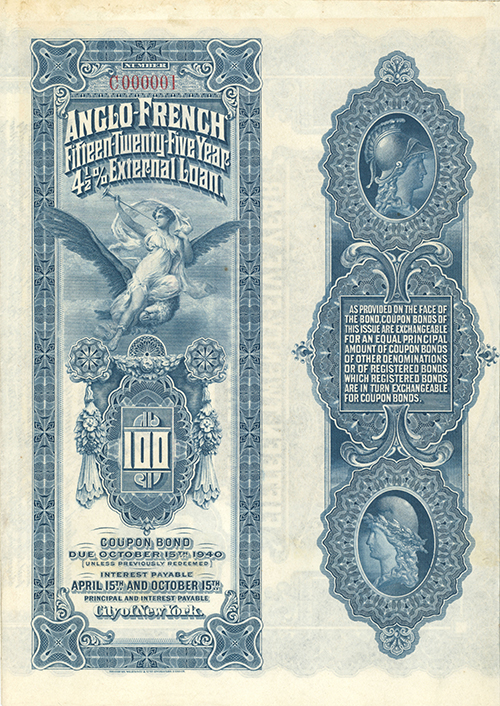 NUMBER
C000001
ANGLO-FRENCH
Fifteen-Twenty-Five Year
4½% External Loan.
100
COUPON BOND
DUE OCTOBER 15TH 1940
(UNLESS PREVIOUSLY REDEEMED)
INTEREST PAYABLE
APRIL 15TH AND OCTOBER 15TH
PRINCIPAL AND INTEREST PAYABLE
City of New York.
AS PROVIDED ON THE FACE OF
THE BOND, COUPON BONDS OF
THIS ISSUE ARE EXCHANGEABLE
FOR AN EQUAL PRINCIPAL
AMOUNT OF COUPON BONDS
OF OTHER DENOMINATIONS
OR OF REGISTERED BONDS,
WHICH REGISTERED BONDS
ARE IN TURN EXCHANGEABLE
FOR COUPON BONDS.